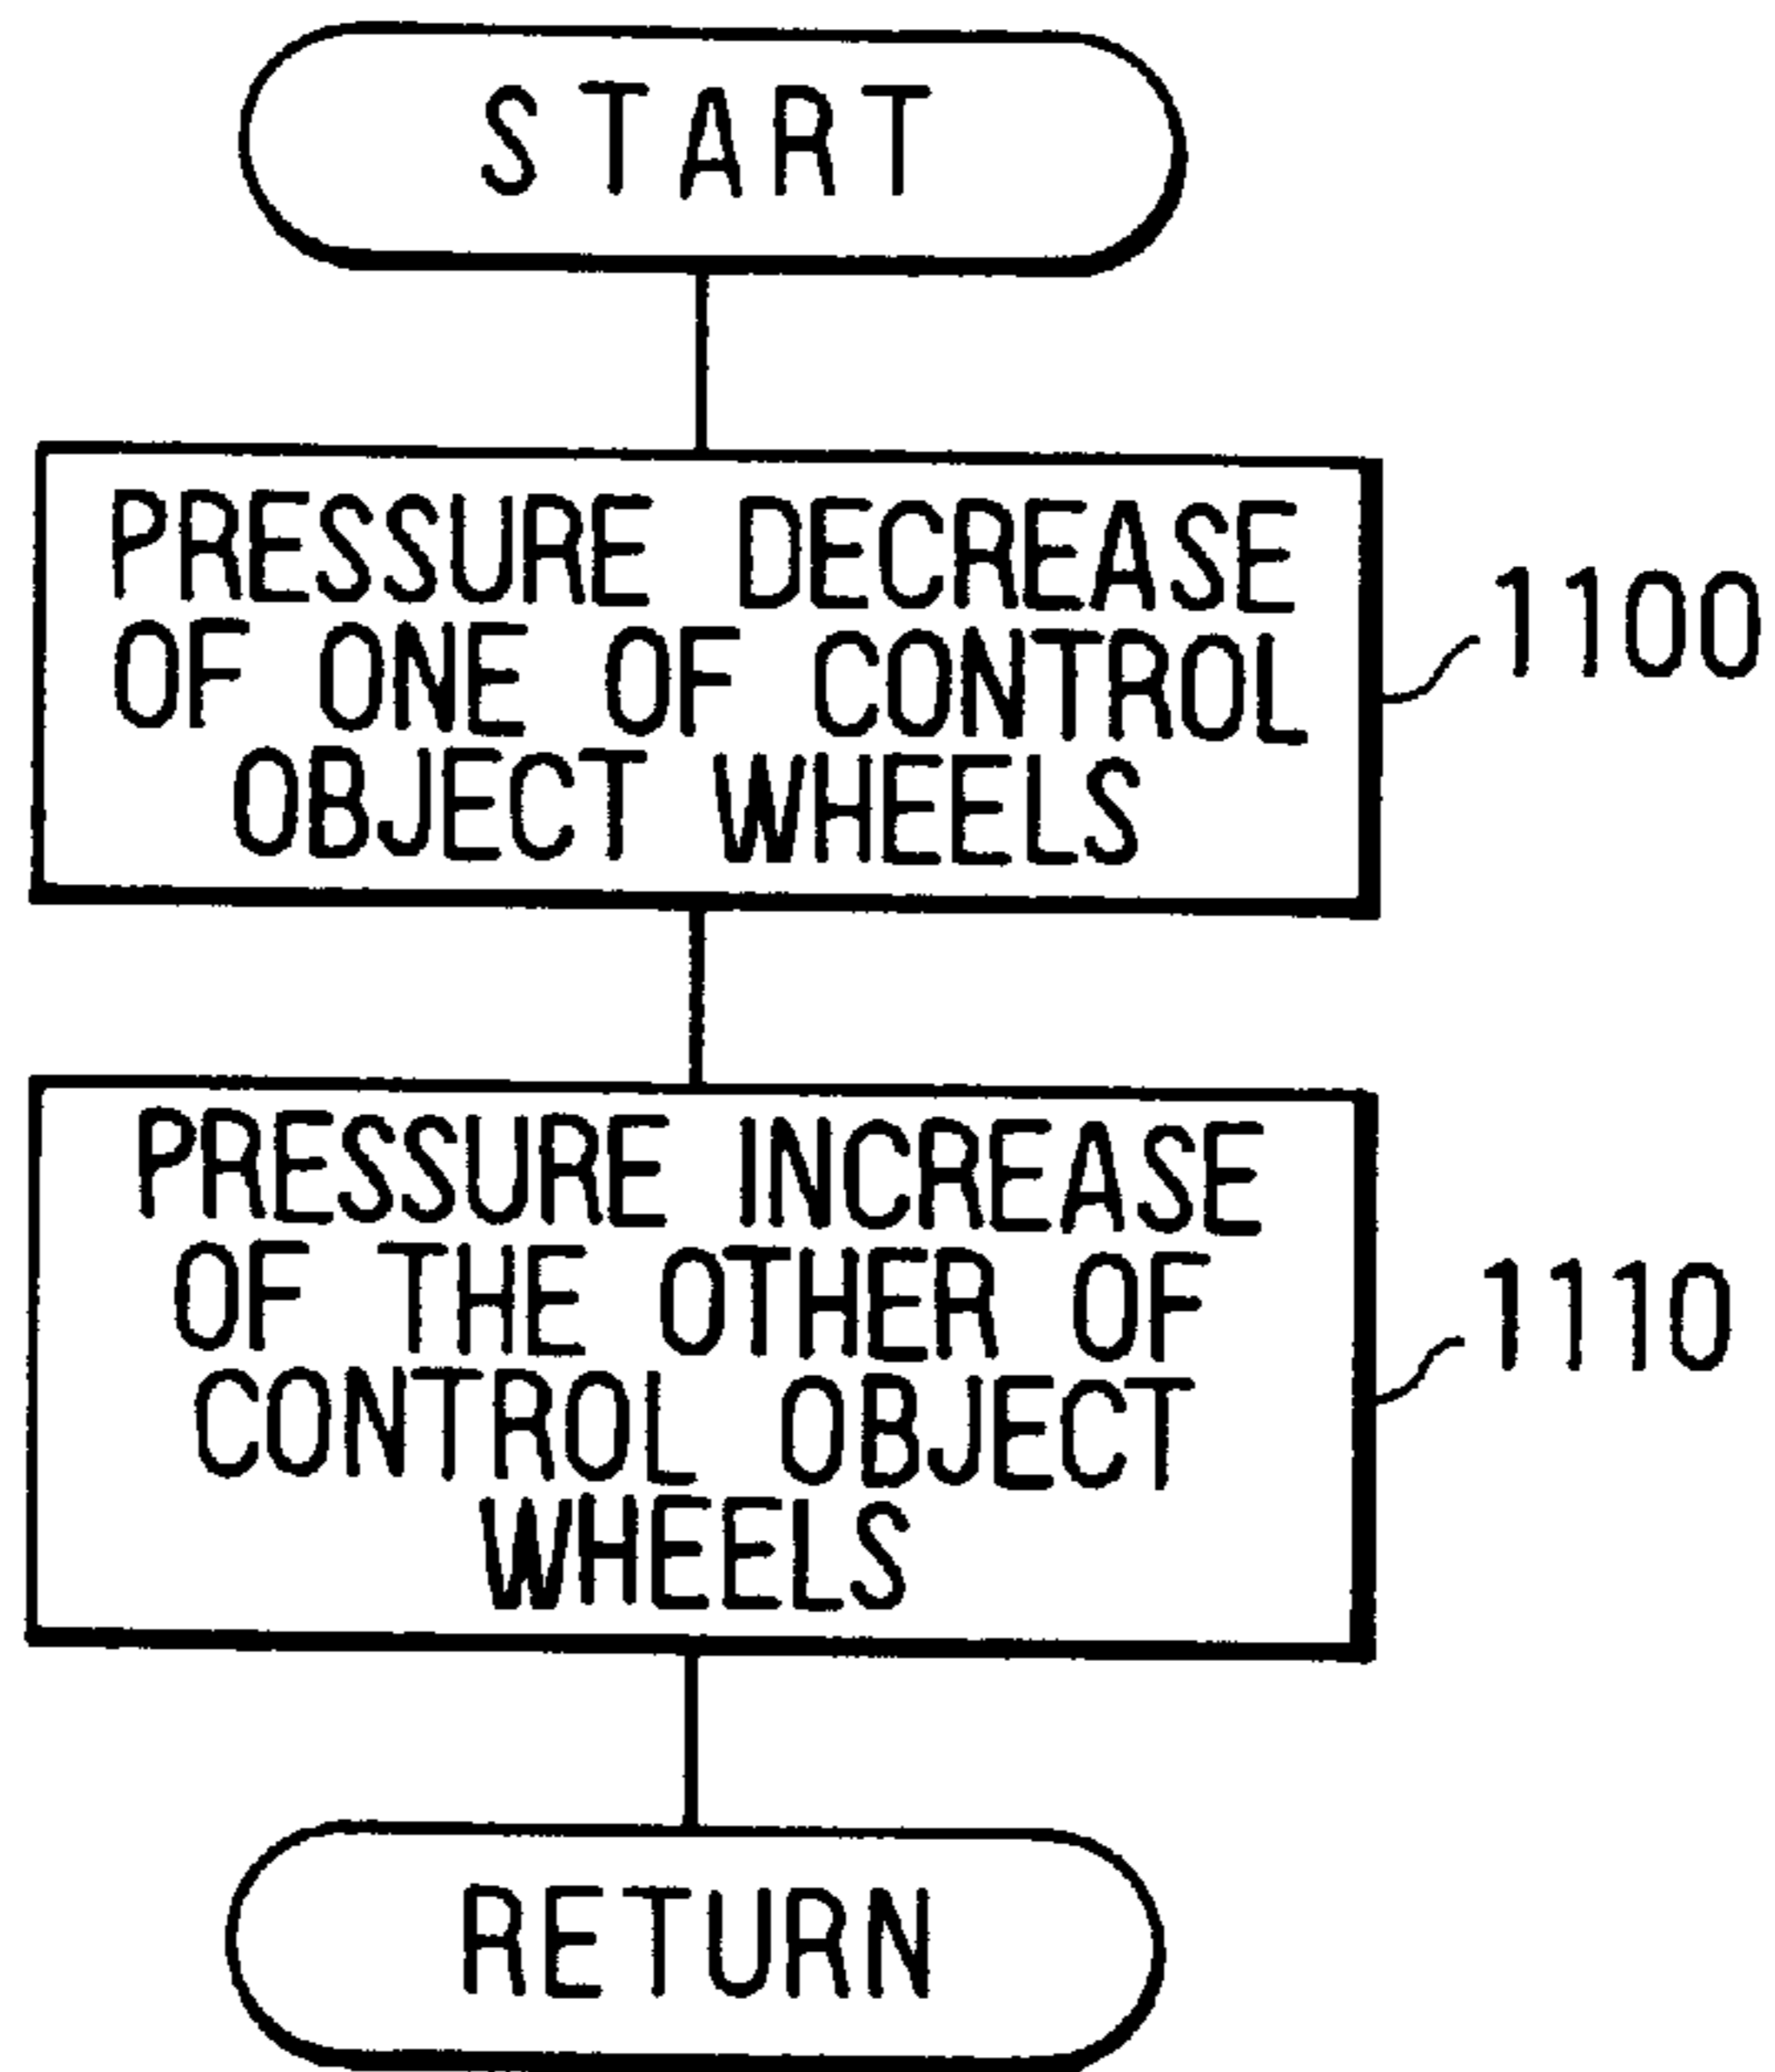 START
PRESSURE DECREASE
OF ONE OF CONTROL
OBJECT WHEELS
1100
PRESSURE INCREASE
OF THE OTHER OF
CONTROL OBJECT
WHEELS
1110
RETURN